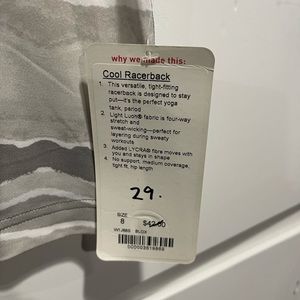 why we made this:
Cool Racerback
1. This versatile, tight-fitting
racerback is designed to stay
put—it's the perfect yoga
tank, period
2. Light Luon® fabric is four-way
stretch and
sweat-wicking—perfect for
layering during sweaty
workouts
3. Added LYCRA® fibre moves with
you and stays in shape
4. No support, medium coverage,
tight fit, hip length
29.
SIZE
8
$42.00